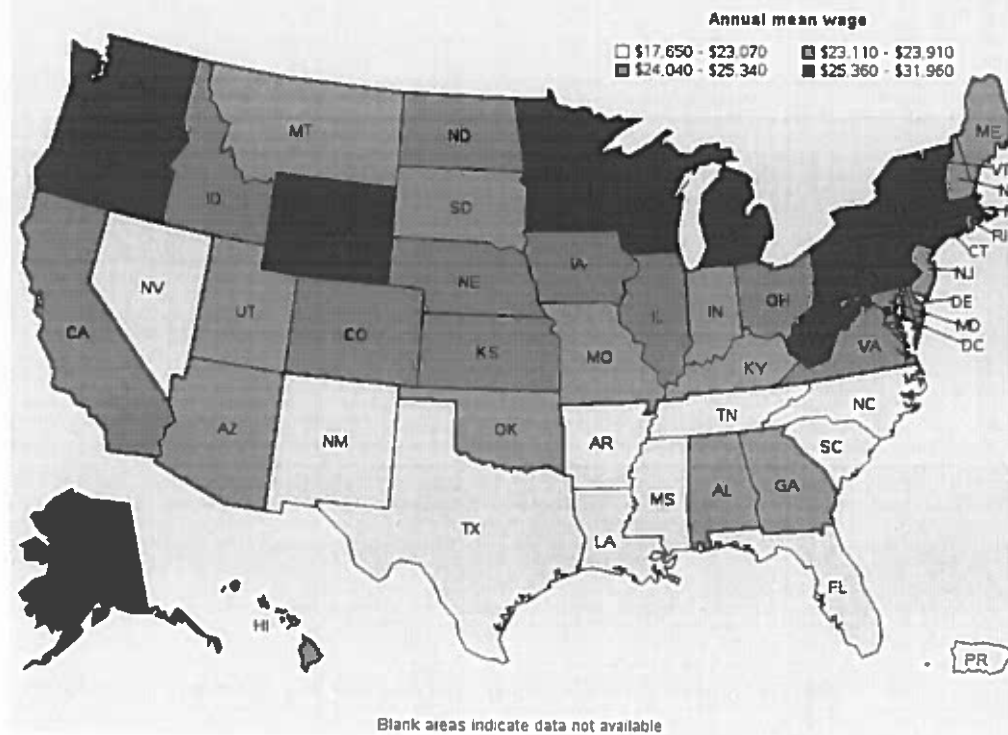 Annual mean wage
$17,650 - $23,070 $23,110 - $23,910
$24,040 - $25,340 $25,360 - $31,960
MT
ND
ME
ID
SD
VT
N
RI
CT
NV
UT
NE
IA
NJ
CA
CO
IL
IN
OH
DE
KS
MO
VA
MD
DC
KY
AZ
NM
OK
AR
TN
NC
SC
TX
LA
MS
AL
GA
FL
HI
PR
Blank areas indicate data not available